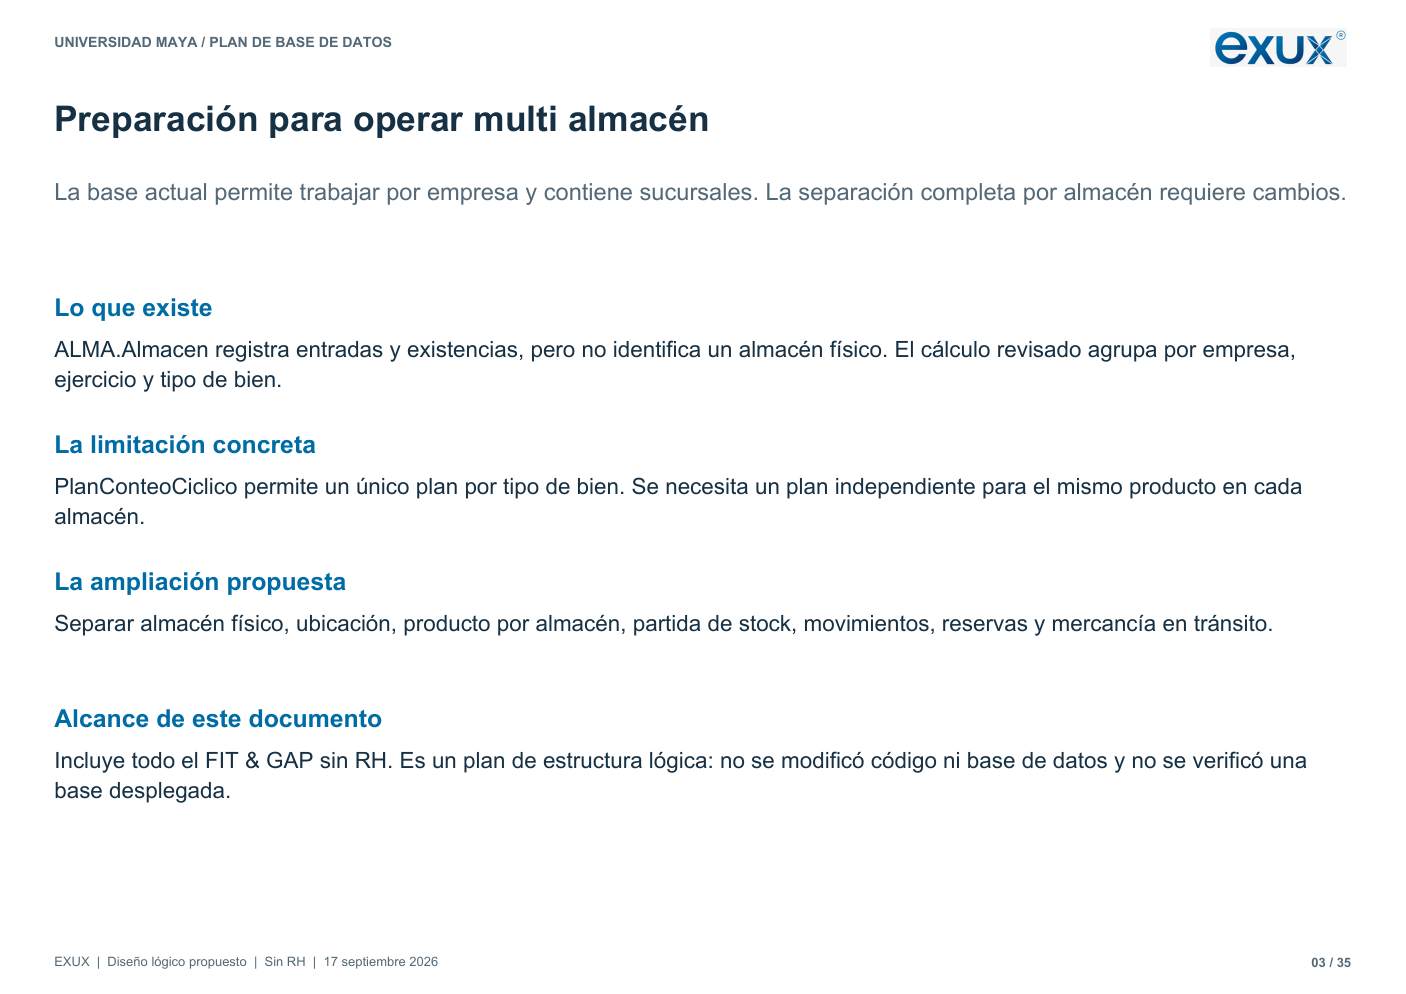 UNIVERSIDAD MAYA / PLAN DE BASE DE DATOS
exux®
Preparación para operar multi almacén
La base actual permite trabajar por empresa y contiene sucursales. La separación completa por almacén requiere cambios.
Lo que existe
ALMA.Almacen registra entradas y existencias, pero no identifica un almacén físico. El cálculo revisado agrupa por empresa,
ejercicio y tipo de bien.
La limitación concreta
PlanConteoCiclico permite un único plan por tipo de bien. Se necesita un plan independiente para el mismo producto en cada
almacén.
La ampliación propuesta
Separar almacén físico, ubicación, producto por almacén, partida de stock, movimientos, reservas y mercancía en tránsito.
Alcance de este documento
Incluye todo el FIT & GAP sin RH. Es un plan de estructura lógica: no se modificó código ni base de datos y no se verificó una
base desplegada.
EXUX | Diseño lógico propuesto | Sin RH | 17 septiembre 2026
03 / 35